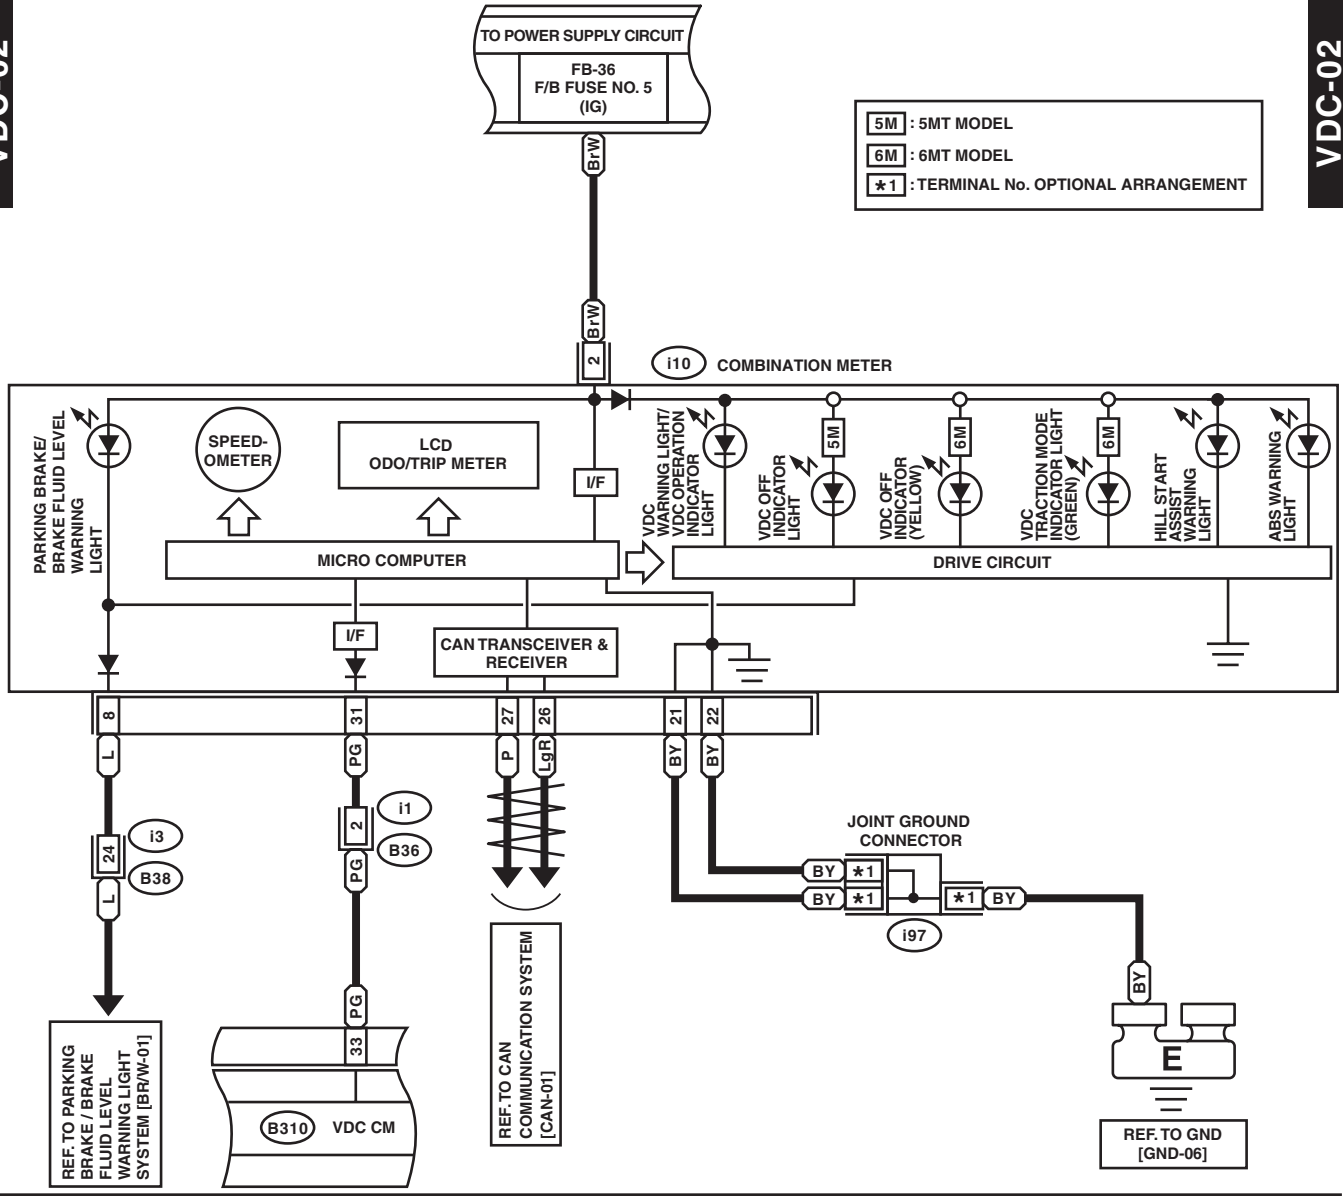 VDC-02
VDC-02
TO POWER SUPPLY CIRCUIT
FB-36
F/B FUSE NO. 5
(IG)
BrW
BrW
2
5M : 5MT MODEL
6M : 6MT MODEL
*1 : TERMINAL No. OPTIONAL ARRANGEMENT
i10 COMBINATION METER
PARKING BRAKE/
BRAKE FLUID LEVEL
WARNING
LIGHT
SPEED-
OMETER
LCD
ODO/TRIP METER
I/F
VDC
WARNING LIGHT/
VDC OPERATION
INDICATOR
LIGHT
5M
VDC OFF
INDICATOR
LIGHT
6M
VDC OFF
INDICATOR
(YELLOW)
6M
VDC
TRACTION MODE
INDICATOR LIGHT
(GREEN)
HILL START
ASSIST
WARNING
LIGHT
ABS WARNING
LIGHT
MICRO COMPUTER
DRIVE CIRCUIT
I/F
CAN TRANSCEIVER &
RECEIVER
8
31
27
26
21
22
L
PG
P
LgR
BY
BY
24
i3
B38
L
2
i1
B36
PG
PG
33
B310 VDC CM
REF. TO PARKING
BRAKE / BRAKE
FLUID LEVEL
WARNING LIGHT
SYSTEM [BR/W-01]
REF. TO CAN
COMMUNICATION SYSTEM
[CAN-01]
JOINT GROUND
CONNECTOR
BY *1
BY *1
*1 BY
i97
BY
E
REF. TO GND
[GND-06]